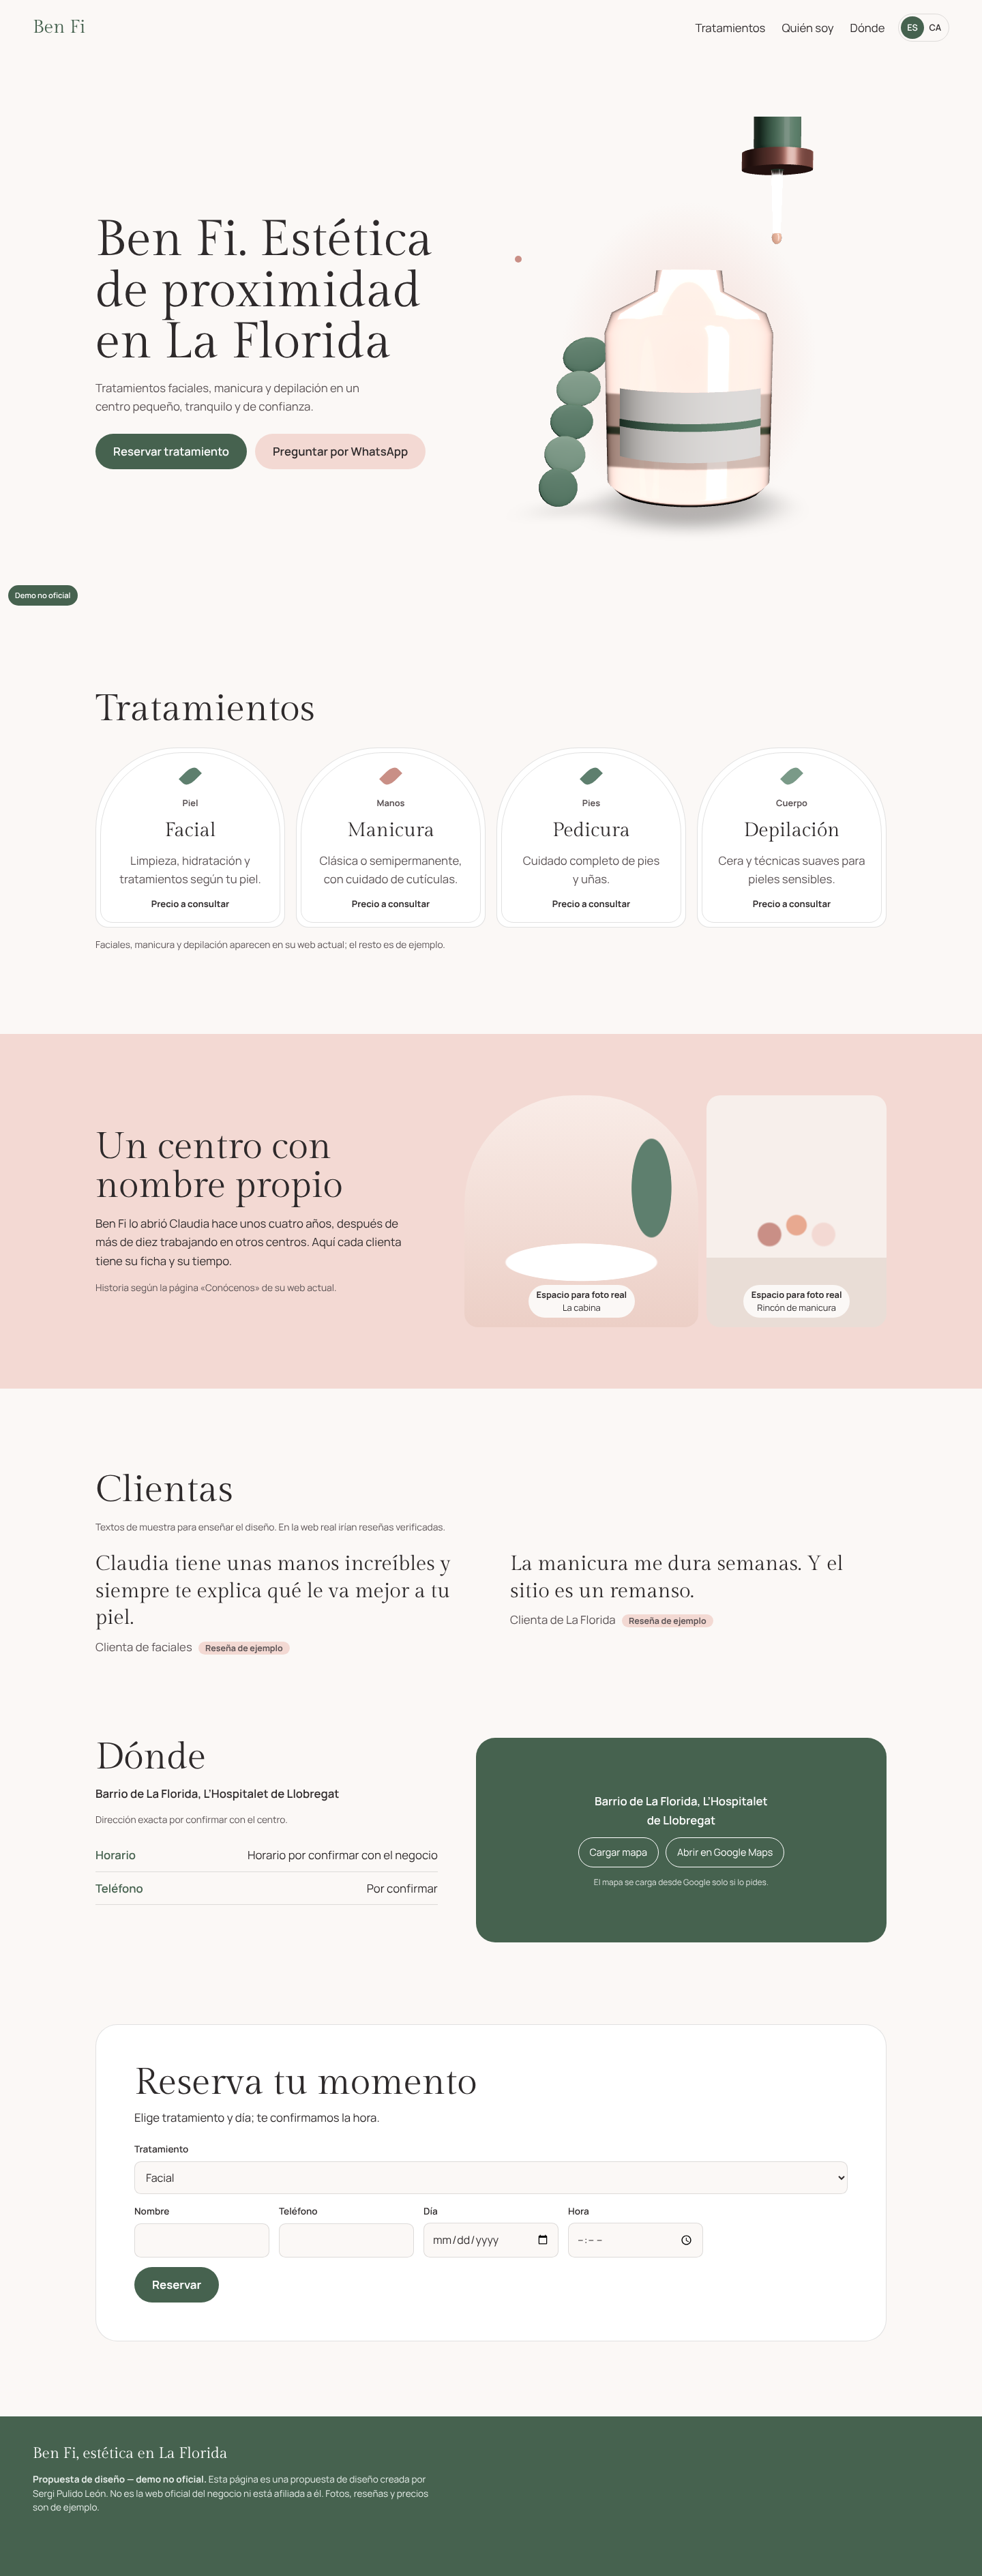 Ben Fi
Tratamientos
Quién soy
Dónde
ES
CA
Ben Fi. Estética
de proximidad
en La Florida
Tratamientos faciales, manicura y depilación en un
centro pequeño, tranquilo y de confianza.
Reservar tratamiento
Preguntar por WhatsApp
Demo no oficial
Tratamientos
Piel
Facial
Limpieza, hidratación y
tratamientos según tu piel.
Precio a consultar
Manos
Manicura
Clásica o semipermanente,
con cuidado de cutículas.
Precio a consultar
Pies
Pedicura
Cuidado completo de pies
y uñas.
Precio a consultar
Cuerpo
Depilación
Cera y técnicas suaves para
pieles sensibles.
Precio a consultar
Faciales, manicura y depilación aparecen en su web actual; el resto es de ejemplo.
Un centro con
nombre propio
Ben Fi lo abrió Claudia hace unos cuatro años, después de
más de diez trabajando en otros centros. Aquí cada clienta
tiene su ficha y su tiempo.
Historia según la página «Conócenos» de su web actual.
Espacio para foto real
La cabina
Espacio para foto real
Rincón de manicura
Clientas
Textos de muestra para enseñar el diseño. En la web real irían reseñas verificadas.
Claudia tiene unas manos increíbles y
siempre te explica qué le va mejor a tu
piel.
Clienta de faciales
Reseña de ejemplo
La manicura me dura semanas. Y el
sitio es un remanso.
Clienta de La Florida
Reseña de ejemplo
Dónde
Barrio de La Florida, L'Hospitalet de Llobregat
Dirección exacta por confirmar con el centro.
Horario
Horario por confirmar con el negocio
Teléfono
Por confirmar
Barrio de La Florida, L'Hospitalet
de Llobregat
Cargar mapa
Abrir en Google Maps
El mapa se carga desde Google solo si lo pides.
Reserva tu momento
Elige tratamiento y día; te confirmamos la hora.
Tratamiento
Facial
Nombre
Teléfono
Día
Hora
mm/dd/yyyy
--:-- --
Reservar
Ben Fi, estética en La Florida
Propuesta de diseño — demo no oficial. Esta página es una propuesta de diseño creada por
Sergi Pulido León. No es la web oficial del negocio ni está afiliada a él. Fotos, reseñas y precios
son de ejemplo.